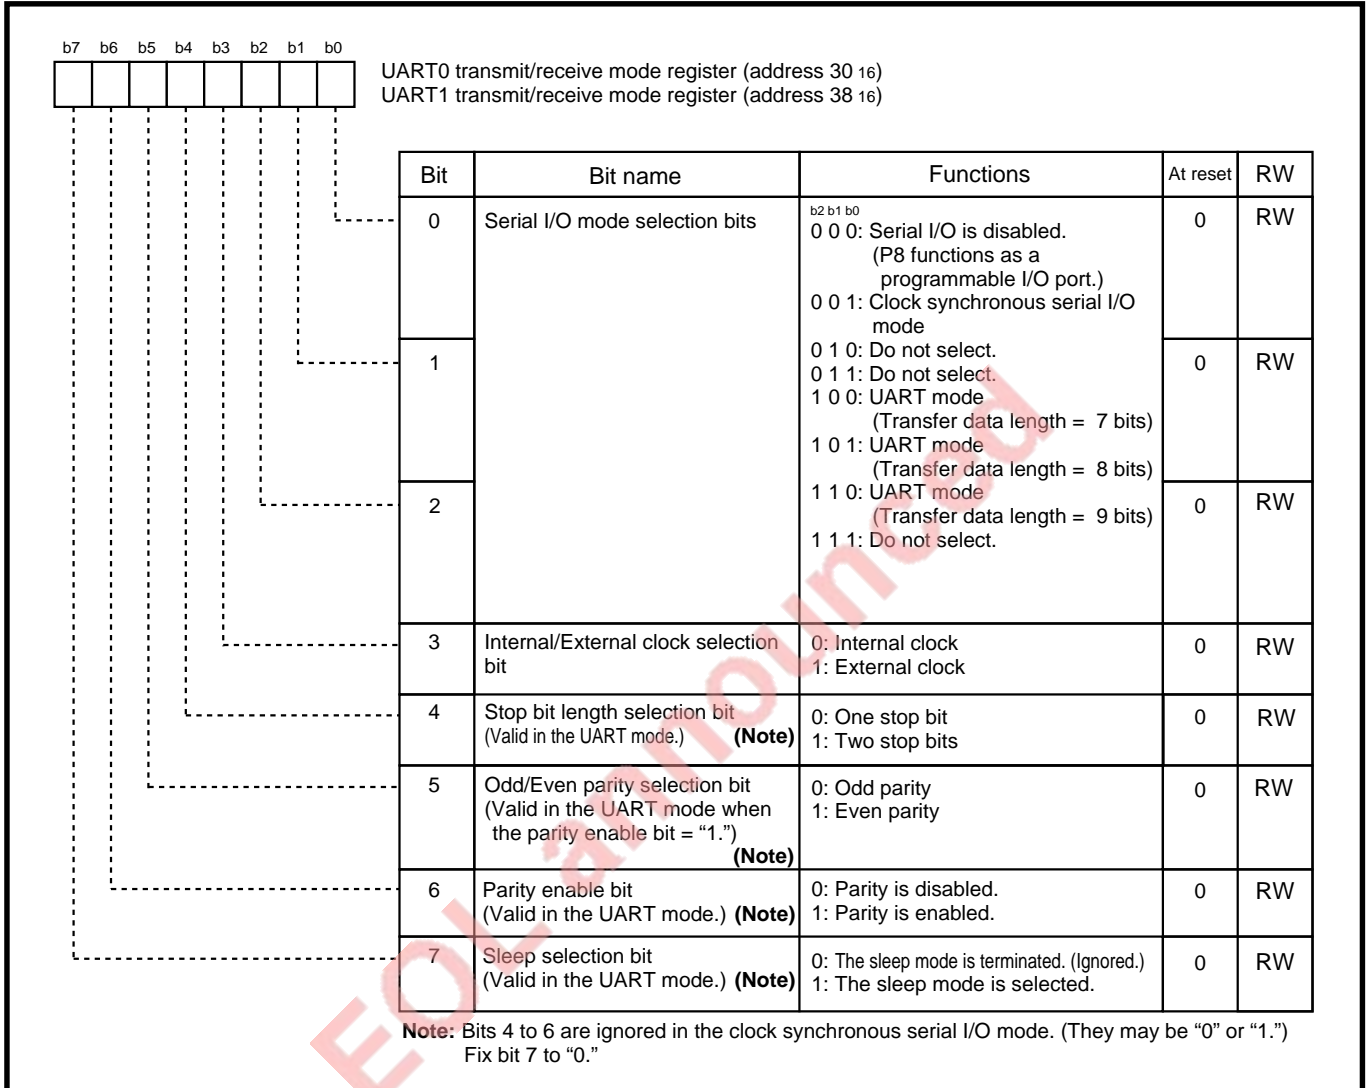 b7 b6 b5 b4 b3 b2 b1 b0
UART0 transmit/receive mode register (address 30 16)
UART1 transmit/receive mode register (address 38 16)
Bit Bit name Functions At reset RW
0 Serial I/O mode selection bits b2 b1 b0 0 RW
0 0 0: Serial I/O is disabled.
(P8 functions as a
programmable I/O port.)
0 0 1: Clock synchronous serial I/O
mode
1 0 1 0: Do not select. 0 RW
0 1 1: Do not select.
1 0 0: UART mode
(Transfer data length = 7 bits)
1 0 1: UART mode
(Transfer data length = 8 bits)
2 1 1 0: UART mode 0 RW
(Transfer data length = 9 bits)
1 1 1: Do not select.
3 Internal/External clock selection 0: Internal clock 0 RW
bit 1: External clock
4 Stop bit length selection bit 0: One stop bit 0 RW
(Valid in the UART mode.) (Note) 1: Two stop bits
5 Odd/Even parity selection bit 0: Odd parity 0 RW
(Valid in the UART mode when 1: Even parity
the parity enable bit = “1.”)
(Note)
6 Parity enable bit 0: Parity is disabled. 0 RW
(Valid in the UART mode.) (Note) 1: Parity is enabled.
7 Sleep selection bit 0: The sleep mode is terminated. (Ignored.) 0 RW
(Valid in the UART mode.) (Note) 1: The sleep mode is selected.
Note: Bits 4 to 6 are ignored in the clock synchronous serial I/O mode. (They may be “0” or “1.”)
Fix bit 7 to “0.”
EOL announced